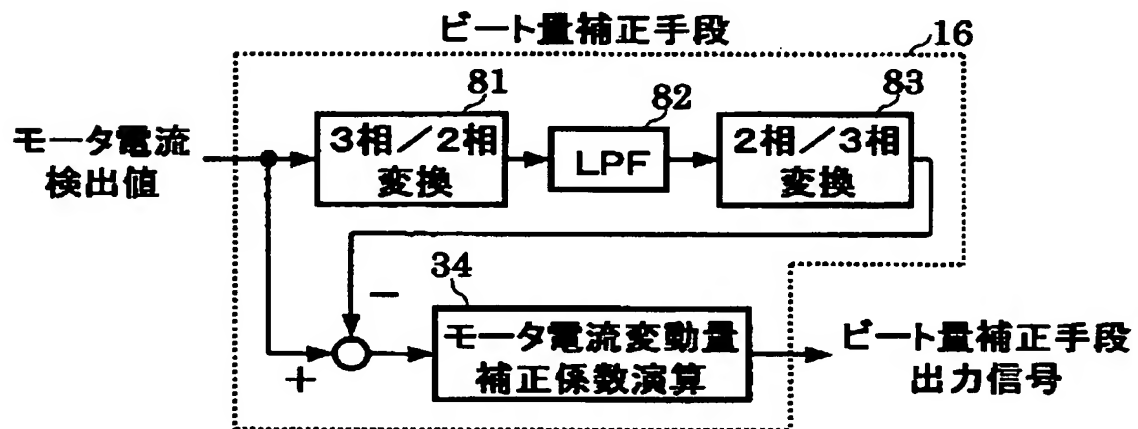 ビート量補正手段
16
81
82
83
モータ電流
検出値
3相／2相
変換
LPF
2相／3相
変換
34
−
+
モータ電流変動量
補正係数演算
ビート量補正手段
出力信号